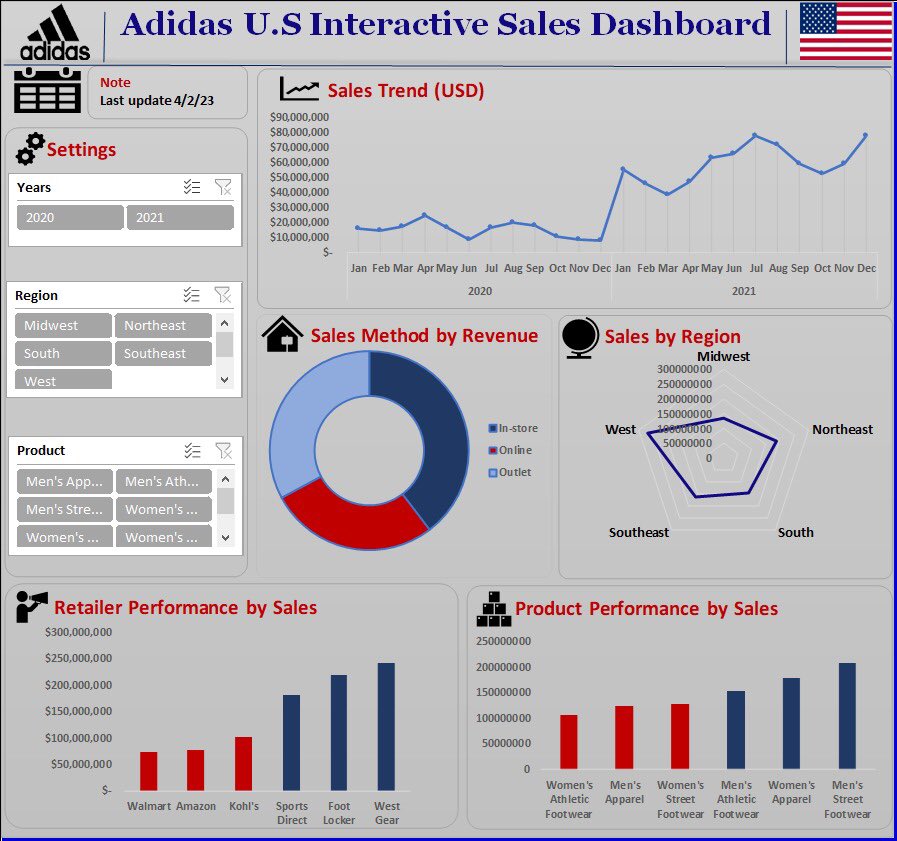 adidas
Adidas U.S Interactive Sales Dashboard
Note
Last update 4/2/23
Settings
Years
2020 2021
Region
Midwest Northeast
South Southeast
West
Product
Men's App... Men's Ath...
Men's Stre... Women's ...
Women's ... Women's ...
Sales Trend (USD)
$90,000,000
$80,000,000
$70,000,000
$60,000,000
$50,000,000
$40,000,000
$30,000,000
$20,000,000
$10,000,000
$-
Jan Feb Mar Apr May Jun Jul Aug Sep Oct Nov Dec Jan Feb Mar Apr May Jun Jul Aug Sep Oct Nov Dec
2020 2021
Sales Method by Revenue
In-store
Online
Outlet
Sales by Region
Midwest
300000000
250000000
200000000
150000000
100000000
50000000
0
West
Northeast
Southeast
South
Retailer Performance by Sales
$300,000,000
$250,000,000
$200,000,000
$150,000,000
$100,000,000
$50,000,000
$-
Walmart Amazon Kohl's Sports Foot West
Direct Locker Gear
Product Performance by Sales
250000000
200000000
150000000
100000000
50000000
0
Women's Men's Women's Men's Women's Men's
Athletic Apparel Street Athletic Apparel Street
Footwear Footwear Footwear Footwear